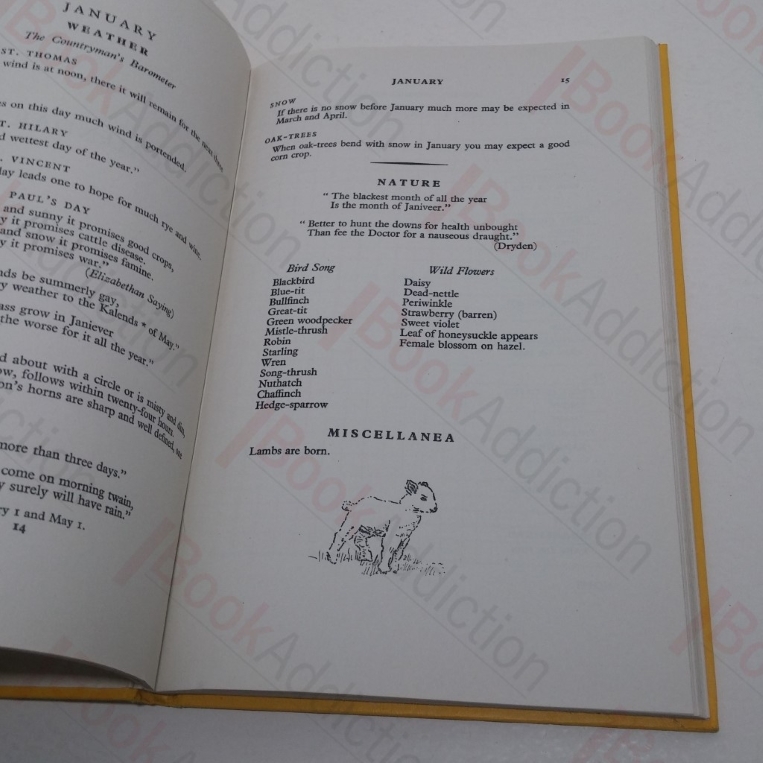 JANUARY
WEATHER
The Countryman's Barometer
ST. THOMAS
wind is at noon, there it will remain for the next three
s on this day much wind is portended.
T. HILARY
d wettest day of the year."
VINCENT
lay leads one to hope for much rye and wine.
PAUL'S DAY
and sunny it promises good crops,
y it promises cattle disease.
and snow it promises famine.
y it promises war."
(Elizabethan Saying)
ds be summerly gay,
y weather to the Kalends * of May."
ass grow in Janiever
the worse for it all the year."
d about with a circle or is misty and dim,
ow, follows within twenty-four hours.
on's horns are sharp and well defined, we
more than three days."
come on morning twain,
y surely will have rain."
ry 1 and May 1.
14
JANUARY 15
SNOW
If there is no snow before January much more may be expected in
March and April.
OAK-TREES
When oak-trees bend with snow in January you may expect a good
corn crop.
NATURE
" The blackest month of all the year
Is the month of Janiveer."
" Better to hunt the downs for health unbought
Than fee the Doctor for a nauseous draught."
(Dryden)
Bird Song
Blackbird
Blue-tit
Bullfinch
Great-tit
Green woodpecker
Mistle-thrush
Robin
Starling
Wren
Song-thrush
Nuthatch
Chaffinch
Hedge-sparrow
Wild Flowers
Daisy
Dead-nettle
Periwinkle
Strawberry (barren)
Sweet violet
Leaf of honeysuckle appears
Female blossom on hazel.
MISCELLANEA
Lambs are born.
BookAddiction